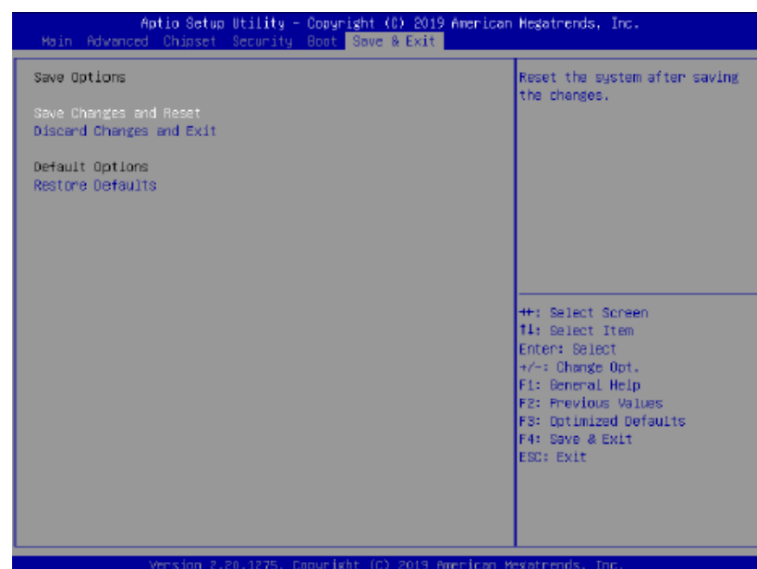 Aptio Setup Utility - Copyright (C) 2019 American Megatrends, Inc.
Main Advanced Chipset Security Boot Save & Exit
Save Options
Save Changes and Reset
Discard Changes and Exit
Default Options
Restore Defaults
Reset the system after saving
the changes.
→←: Select Screen
↑↓: Select Item
Enter: Select
+/-: Change Opt.
F1: General Help
F2: Previous Values
F3: Optimized Defaults
F4: Save & Exit
ESC: Exit
Version 2.20.1275. Copyright (C) 2019 American Megatrends, Inc.